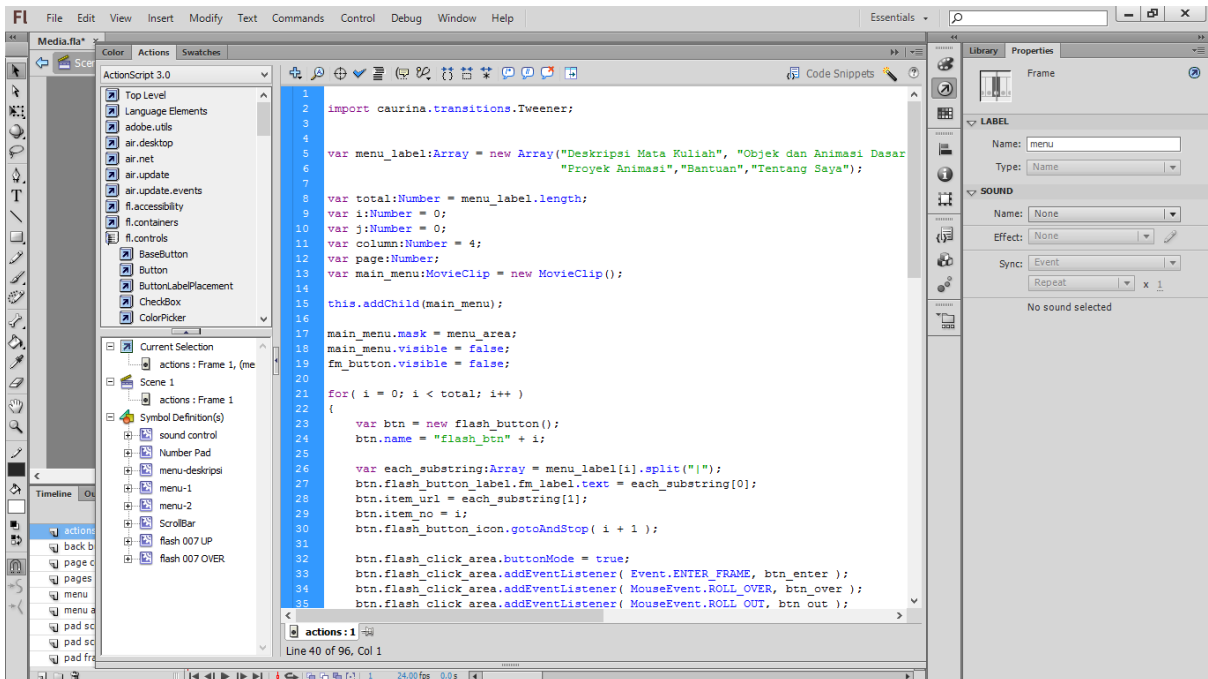 Fl File Edit View Insert Modify Text Commands Control Debug Window Help Essentials
Media.fla*
Color Actions Swatches
Library Properties
ActionScript 3.0
Code Snippets
Top Level
Language Elements
adobe.utils
air.desktop
air.net
air.update
air.update.events
fl.accessibility
fl.containers
fl.controls
BaseButton
Button
ButtonLabelPlacement
CheckBox
ColorPicker
Current Selection
actions : Frame 1, (me
Scene 1
actions : Frame 1
Symbol Definition(s)
sound control
Number Pad
menu-deskripsi
menu-1
menu-2
ScrollBar
flash 007 UP
flash 007 OVER
1
2 import caurina.transitions.Tweener;
3
4
5 var menu_label:Array = new Array("Deskripsi Mata Kuliah", "Objek dan Animasi Dasar
6 "Proyek Animasi","Bantuan","Tentang Saya");
7
8 var total:Number = menu_label.length;
9 var i:Number = 0;
10 var j:Number = 0;
11 var column:Number = 4;
12 var page:Number;
13 var main_menu:MovieClip = new MovieClip();
14
15 this.addChild(main_menu);
16
17 main_menu.mask = menu_area;
18 main_menu.visible = false;
19 fm_button.visible = false;
20
21 for( i = 0; i < total; i++ )
22 {
23 var btn = new flash_button();
24 btn.name = "flash_btn" + i;
25
26 var each_substring:Array = menu_label[i].split("|");
27 btn.flash_button_label.fm_label.text = each_substring[0];
28 btn.item_url = each_substring[1];
29 btn.item_no = i;
30 btn.flash_button_icon.gotoAndStop( i + 1 );
31
32 btn.flash_click_area.buttonMode = true;
33 btn.flash_click_area.addEventListener( Event.ENTER_FRAME, btn_enter );
34 btn.flash_click_area.addEventListener( MouseEvent.ROLL_OVER, btn_over );
35 btn.flash_click_area.addEventListener( MouseEvent.ROLL_OUT, btn_out );
actions : 1
Line 40 of 96, Col 1
Timeline
actions
back b
page c
pages
menu
menu a
pad sc
pad sc
pad fra
1 24.00 fps 0.0 s
Frame
LABEL
Name: menu
Type: Name
SOUND
Name: None
Effect: None
Sync: Event
Repeat x 1
No sound selected